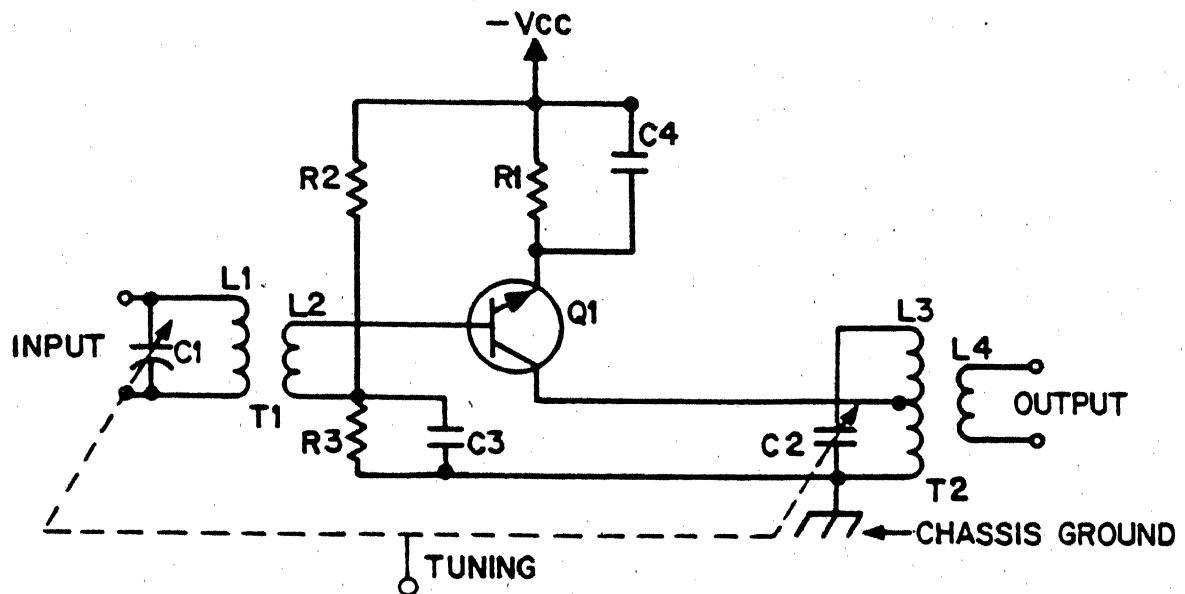 -VCC
C4
R2
R1
L1
L2
Q1
L3
INPUT
C1
L4
T1
OUTPUT
R3
C3
C2
T2
CHASSIS GROUND
TUNING